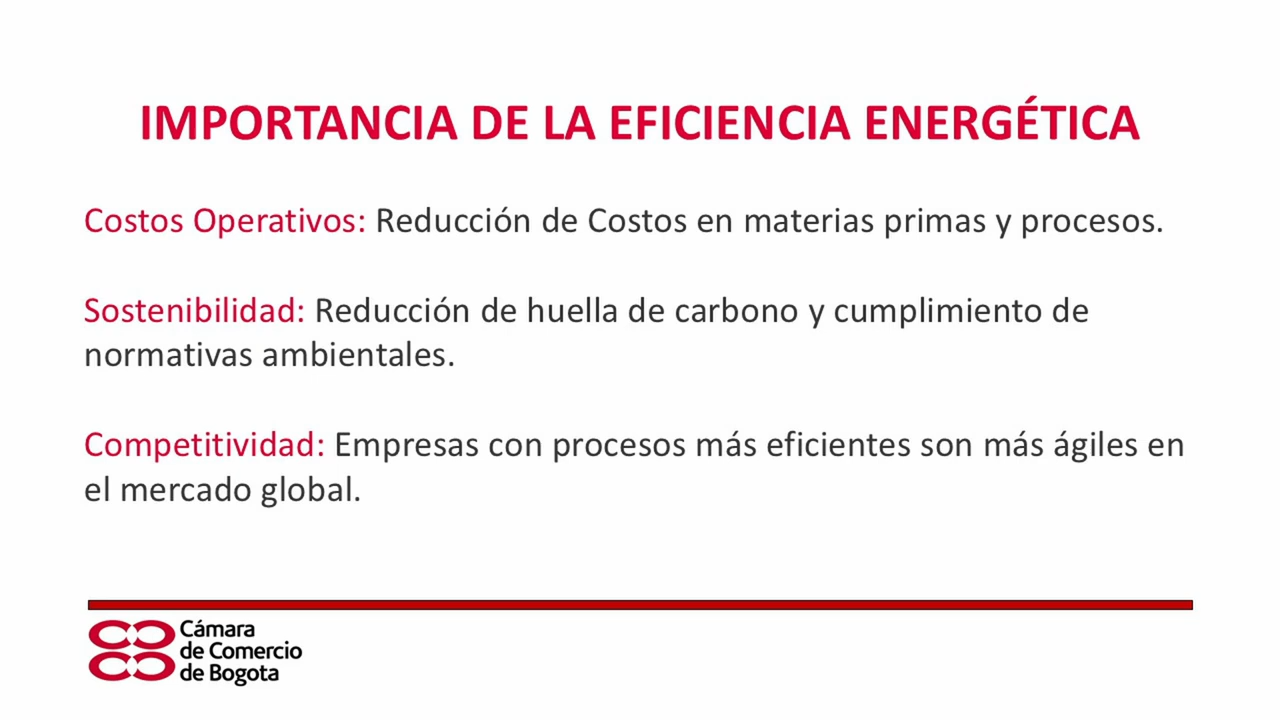 IMPORTANCIA DE LA EFICIENCIA ENERGÉTICA
Costos Operativos: Reducción de Costos en materias primas y procesos.
Sostenibilidad: Reducción de huella de carbono y cumplimiento de
normativas ambientales.
Competitividad: Empresas con procesos más eficientes son más ágiles en
el mercado global.
Cámara
de Comercio
de Bogota